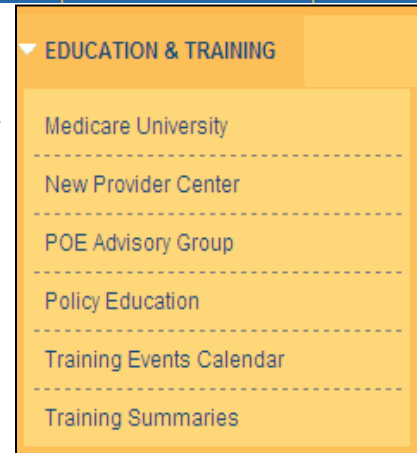 EDUCATION & TRAINING
Medicare University
New Provider Center
POE Advisory Group
Policy Education
Training Events Calendar
Training Summaries